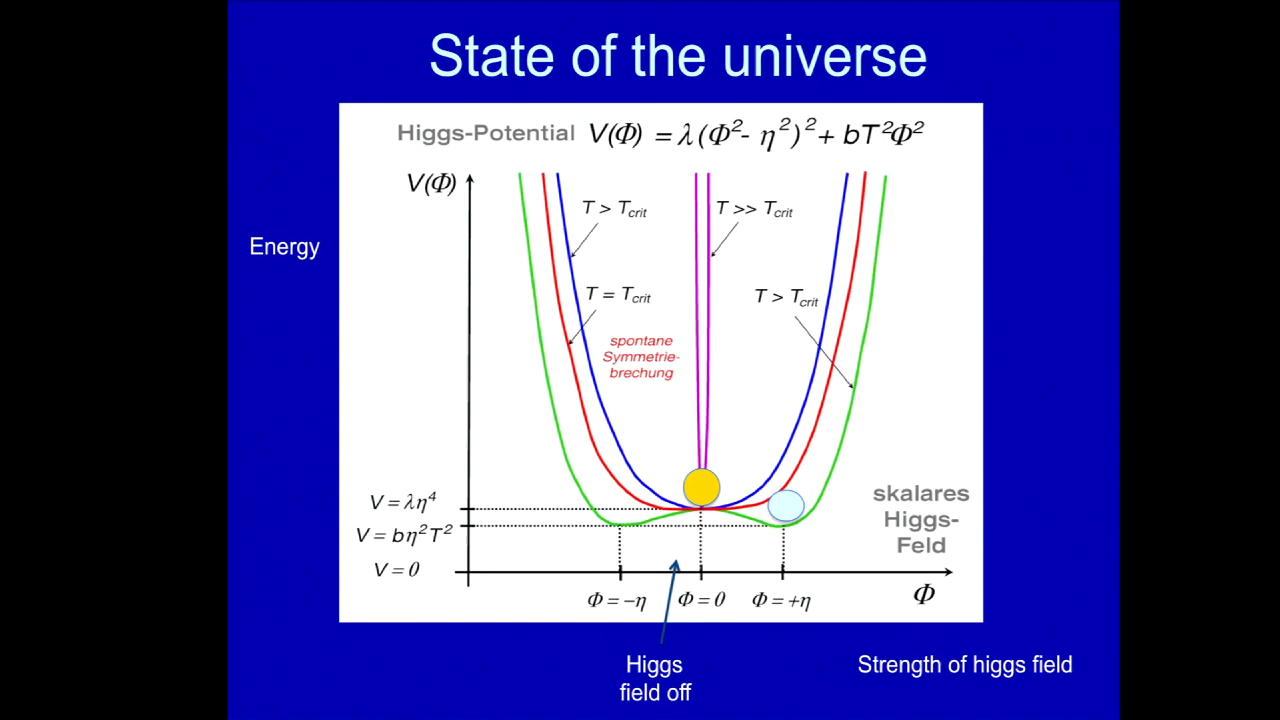 State of the universe
Higgs-Potential V(Φ) = λ(Φ²- η²)²+ bT²Φ²
V(Φ)
T > Tcrit
T >> Tcrit
Energy
T = Tcrit
T > Tcrit
spontane
Symmetrie-
brechung
V = λη⁴
V = bη²T²
V = 0
skalares
Higgs-
Feld
Φ = −η
Φ = 0
Φ = +η
Φ
Higgs
field off
Strength of higgs field